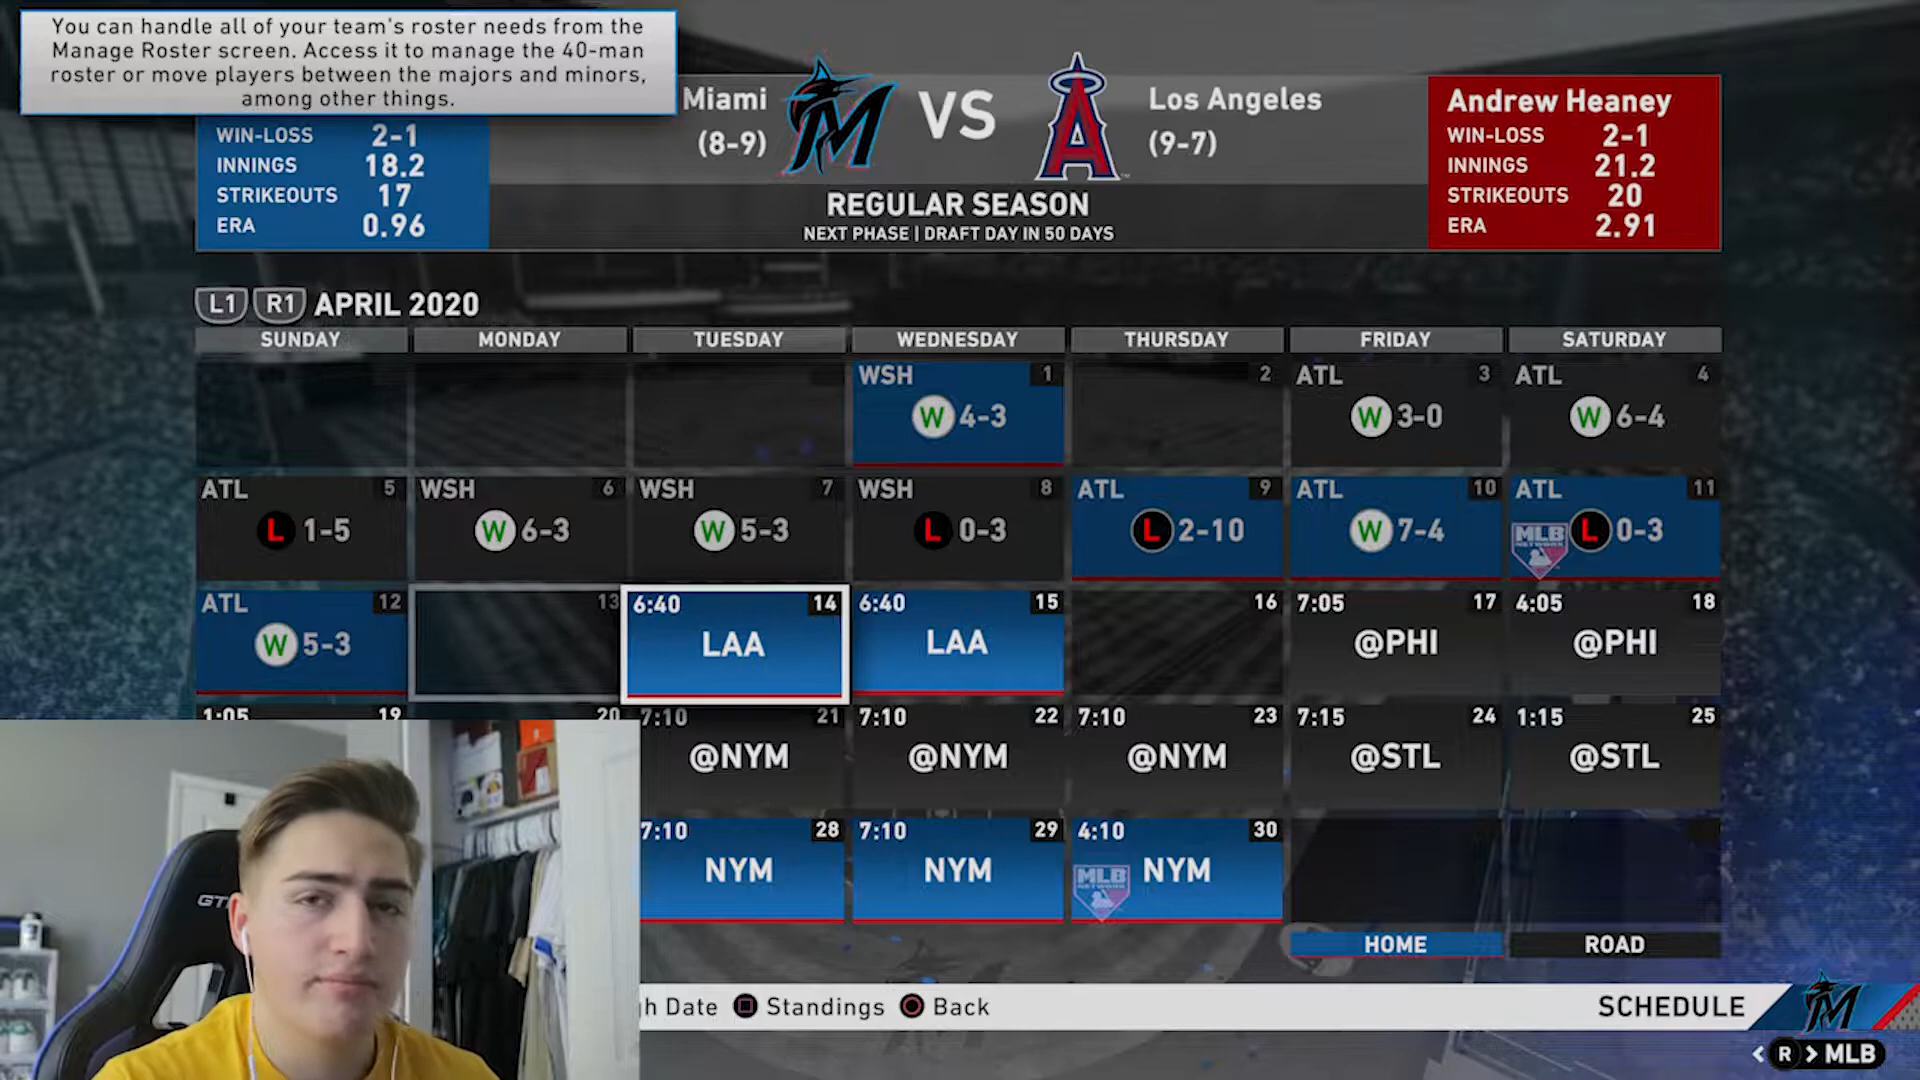 You can handle all of your team's roster needs from the
Manage Roster screen. Access it to manage the 40-man
roster or move players between the majors and minors,
among other things.
Miami
(8-9)
VS
Los Angeles
(9-7)
REGULAR SEASON
NEXT PHASE | DRAFT DAY IN 50 DAYS
WIN-LOSS 2-1
INNINGS 18.2
STRIKEOUTS 17
ERA 0.96
Andrew Heaney
WIN-LOSS 2-1
INNINGS 21.2
STRIKEOUTS 20
ERA 2.91
L1 R1 APRIL 2020
SUNDAY MONDAY TUESDAY WEDNESDAY THURSDAY FRIDAY SATURDAY
WSH 1 2 ATL 3 ATL 4
W 4-3 W 3-0 W 6-4
ATL 5 WSH 6 WSH 7 WSH 8 ATL 9 ATL 10 ATL 11
L 1-5 W 6-3 W 5-3 L 0-3 L 2-10 W 7-4 MLB NETWORK L 0-3
ATL 12 13 6:40 14 6:40 15 16 7:05 17 4:05 18
W 5-3 LAA LAA @PHI @PHI
1:05 19 20 7:10 21 7:10 22 7:10 23 7:15 24 1:15 25
@NYM @NYM @NYM @STL @STL
7:10 28 7:10 29 4:10 30
NYM NYM MLB NETWORK NYM
HOME ROAD
gh Date Standings Back
SCHEDULE
< R > MLB
GT